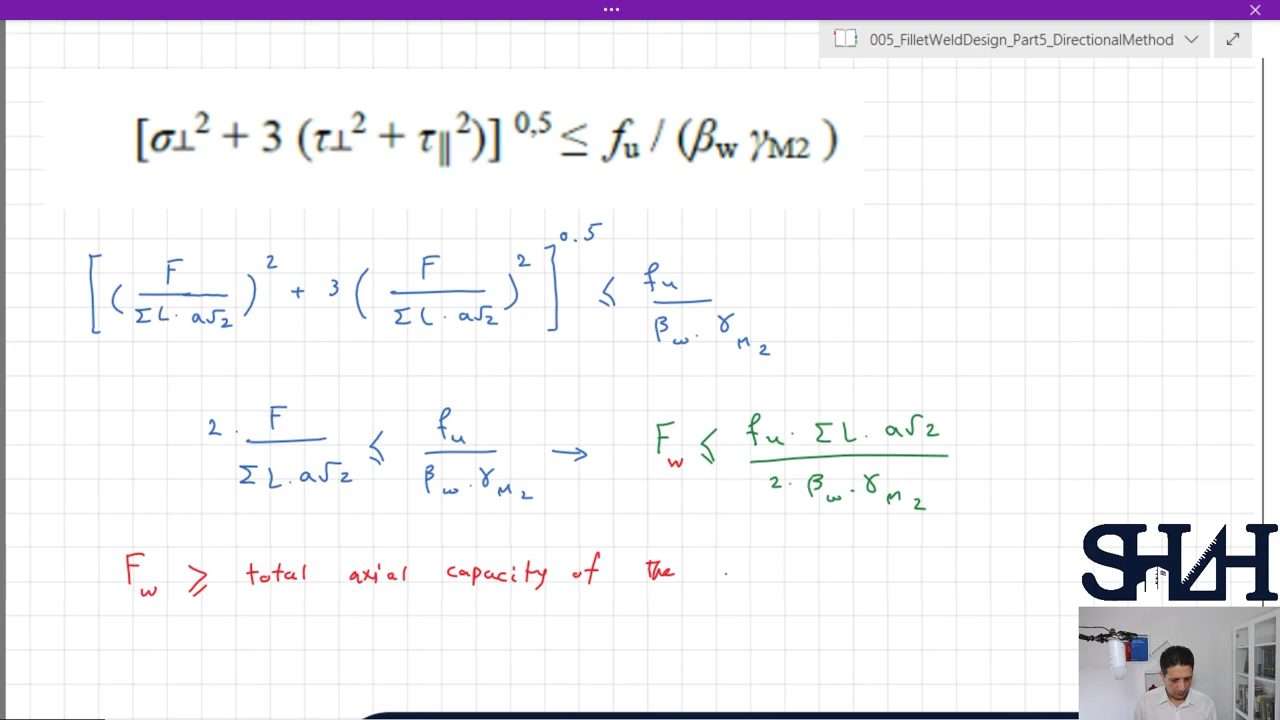 005_FilletWeldDesign_Part5_DirectionalMethod
[σ⊥² + 3 (τ⊥² + τ∥²)] ⁰,⁵ ≤ fu / (βw γM2 )
[(F / ΣL · a√2)² + 3 (F / ΣL · a√2)²]^0.5 ≤ fu / βw · γM2
2 · F / ΣL · a√2 ≤ fu / βw · γM2 → Fw ≤ fu · ΣL · a√2 / 2 · βw · γM2
Fw ≥ total axial capacity of the
SHAH